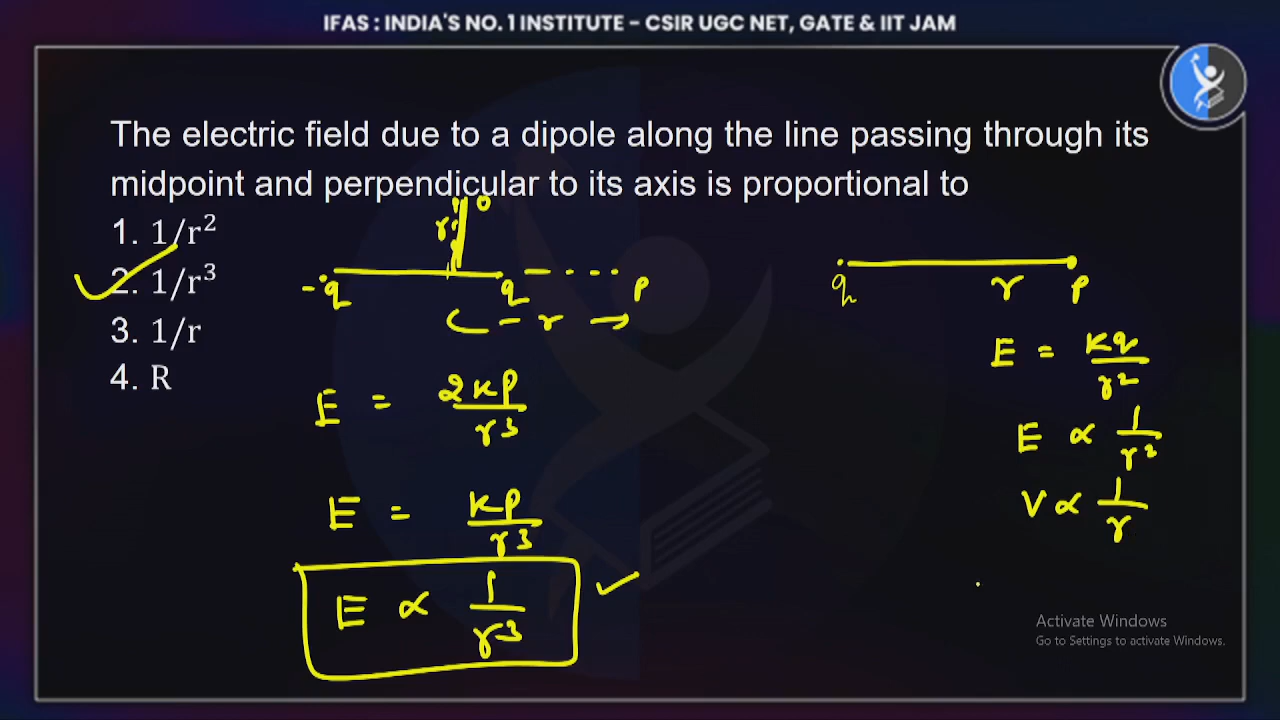 IFAS : INDIA'S NO. 1 INSTITUTE – CSIR UGC NET, GATE & IIT JAM
The electric field due to a dipole along the line passing through its
midpoint and perpendicular to its axis is proportional to
1. 1/r²
2. 1/r³
3. 1/r
4. R
r
-q q P
r
E = 2KP/r³
E = KP/r³
E ∝ 1/r³
q r P
E = Kq/r²
E ∝ 1/r²
V ∝ 1/r
Activate Windows
Go to Settings to activate Windows.